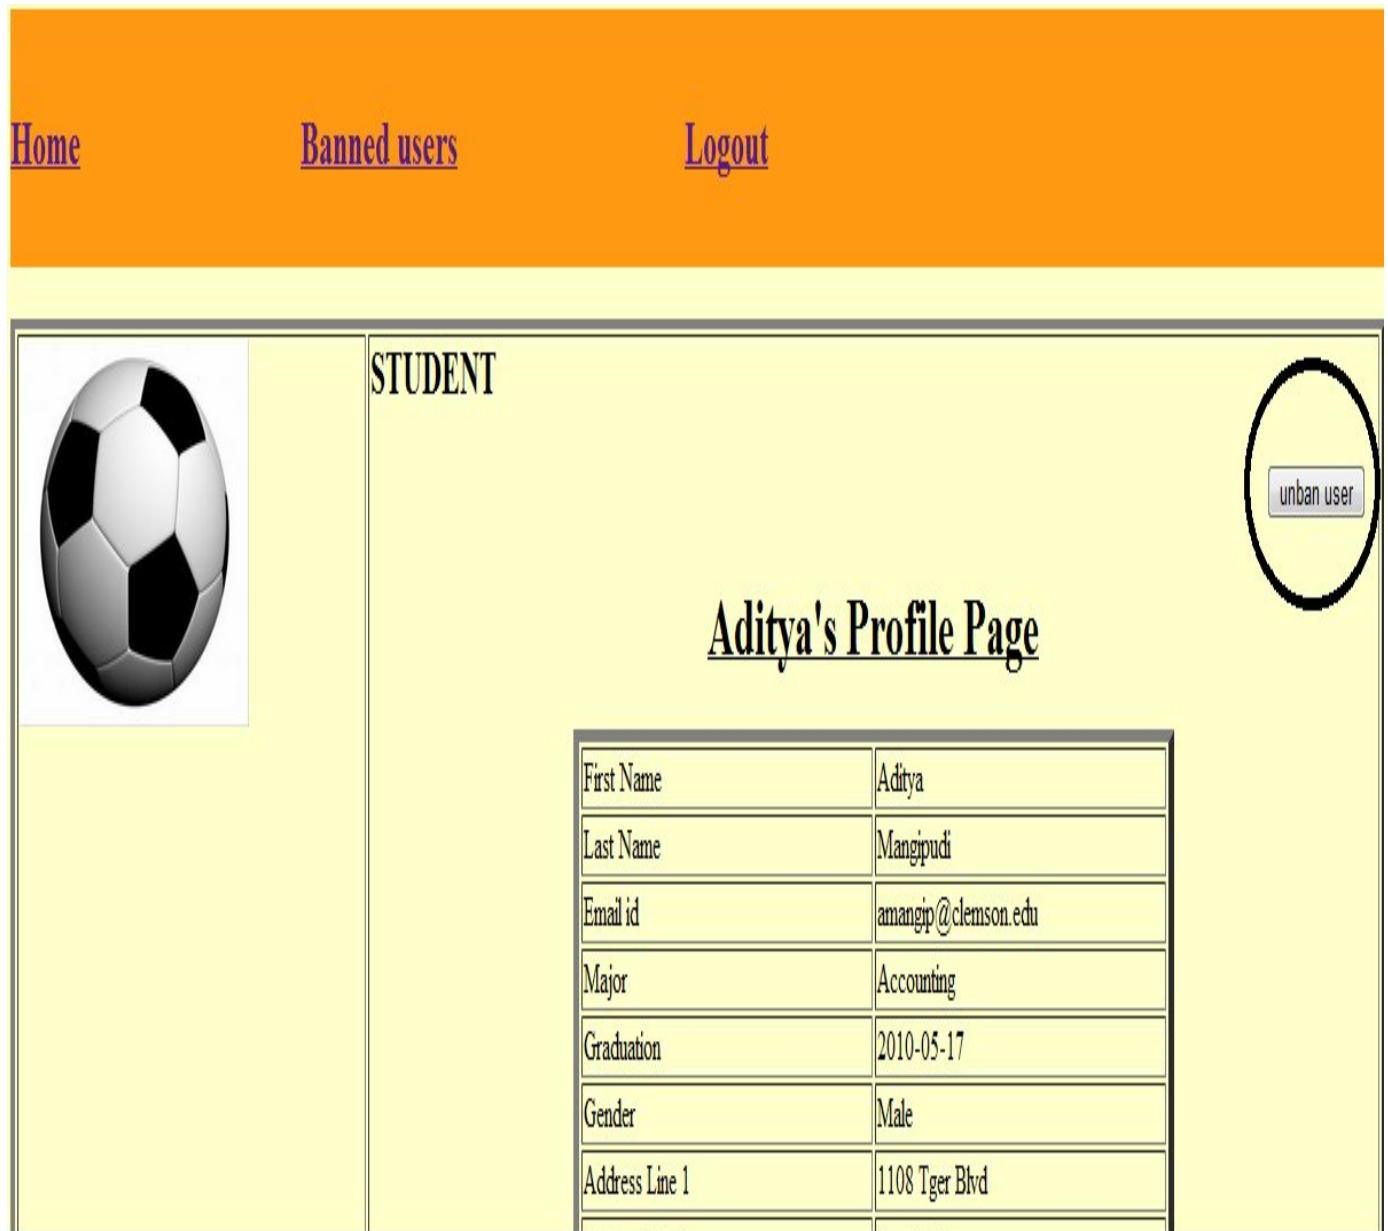 Home Banned users Logout
STUDENT
unban user
Aditya's Profile Page
First Name Aditya
Last Name Mangipudi
Email id amangip@clemson.edu
Major Accounting
Graduation 2010-05-17
Gender Male
Address Line 1 1108 Tger Blvd